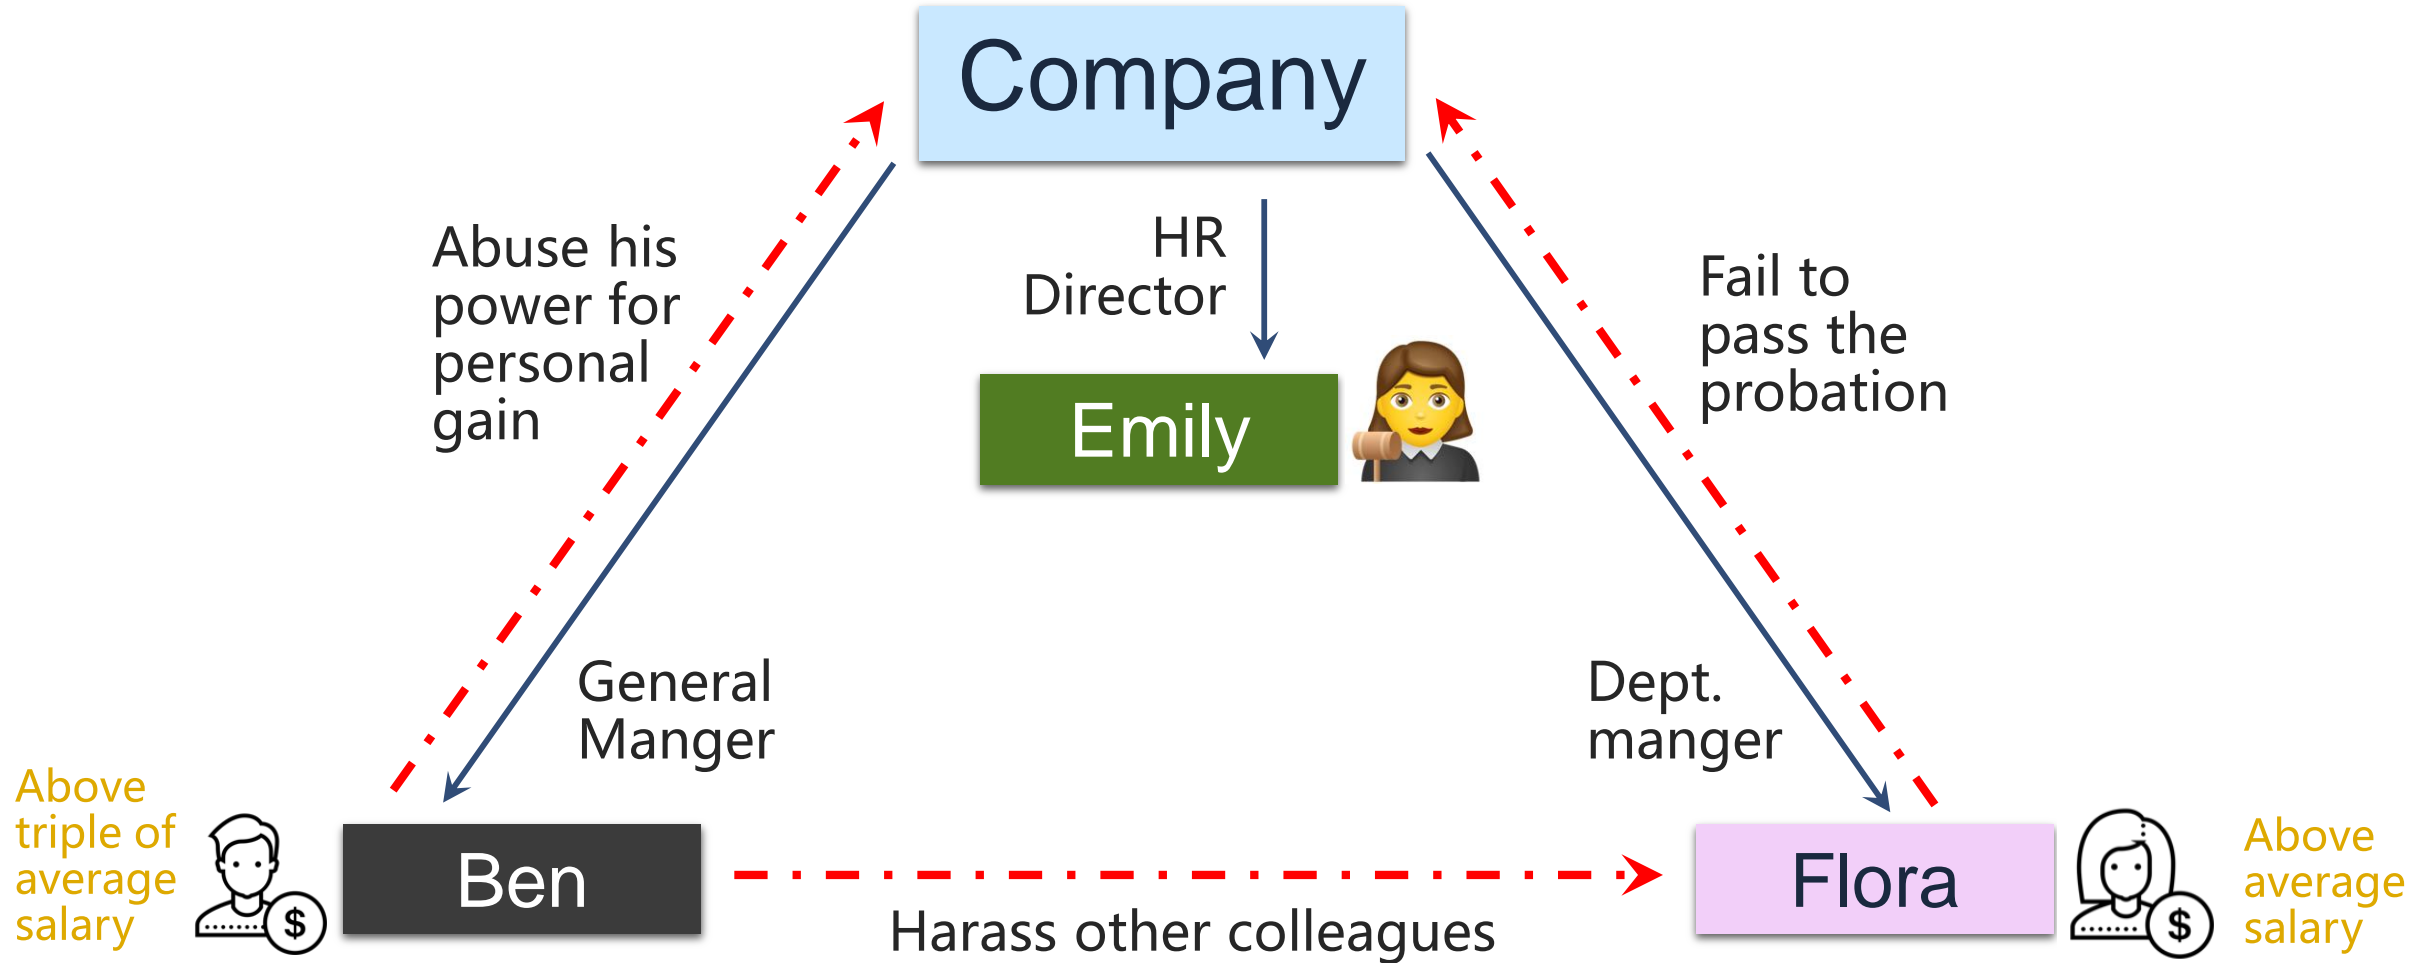 Company
HR
Director
Abuse his
power for
personal
gain
Fail to
pass the
probation
Emily
General
Manger
Dept.
manger
Above
triple of
average
salary
$
Ben
Harass other colleagues
Flora
$
Above
average
salary